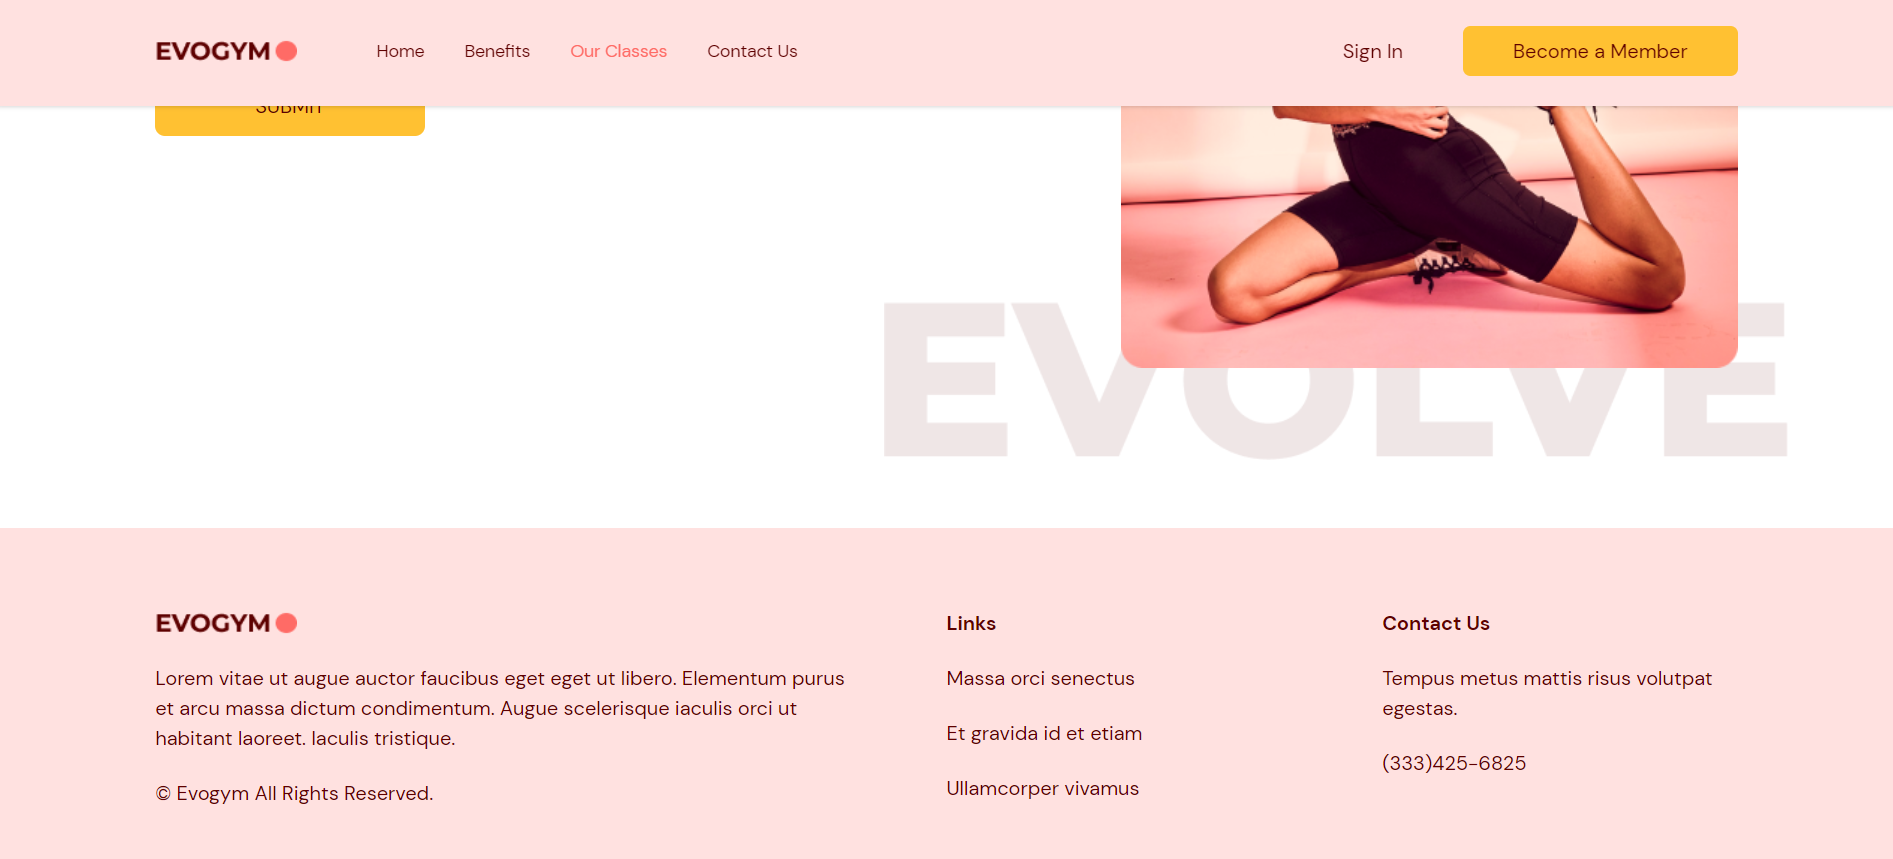 EVOGYM
Home Benefits Our Classes Contact Us Sign In Become a Member
SUBMIT
EVOLVE
EVOGYM
Lorem vitae ut augue auctor faucibus eget eget ut libero. Elementum purus
et arcu massa dictum condimentum. Augue scelerisque iaculis orci ut
habitant laoreet. Iaculis tristique.
© Evogym All Rights Reserved.
Links
Massa orci senectus
Et gravida id et etiam
Ullamcorper vivamus
Contact Us
Tempus metus mattis risus volutpat
egestas.
(333)425-6825